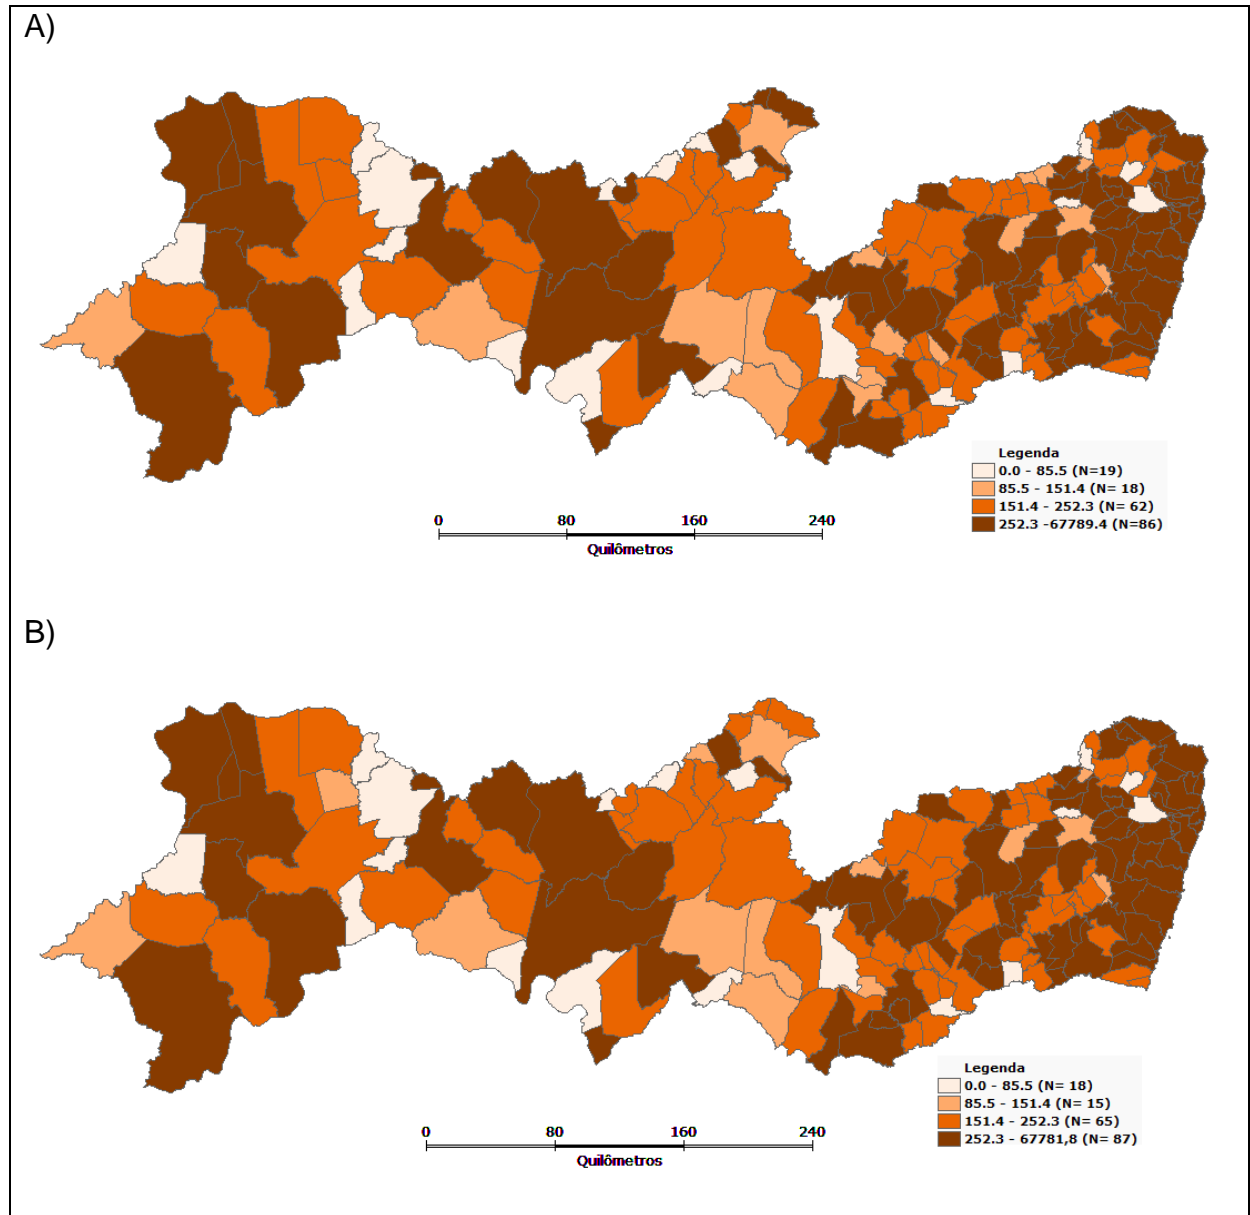 A)
Legenda
0.0 - 85.5 (N=19)
85.5 - 151.4 (N= 18)
151.4 - 252.3 (N= 62)
252.3 -67789.4 (N=86)
0 80 160 240
Quilômetros
B)
Legenda
0.0 - 85.5 (N= 18)
85.5 - 151.4 (N= 15)
151.4 - 252.3 (N= 65)
252.3 - 67781,8 (N= 87)
0 80 160 240
Quilômetros